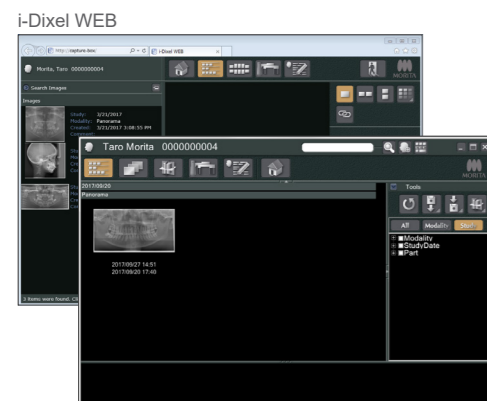 i-Dixel WEB
http://capture-box/
i-Dixel WEB
Morita, Taro 0000000004
MORITA
Search Images
Images
Study: 3/21/2017
Modality: Panorama
Created: 3/21/2017 3:08:55 PM
Comment:
Taro Morita 0000000004
MORITA
2017/09/20
Panorama
2017/09/27 14:51
2017/09/20 17:40
Tools
All Modality Study
Modality
StudyDate
Part
3 items were found.